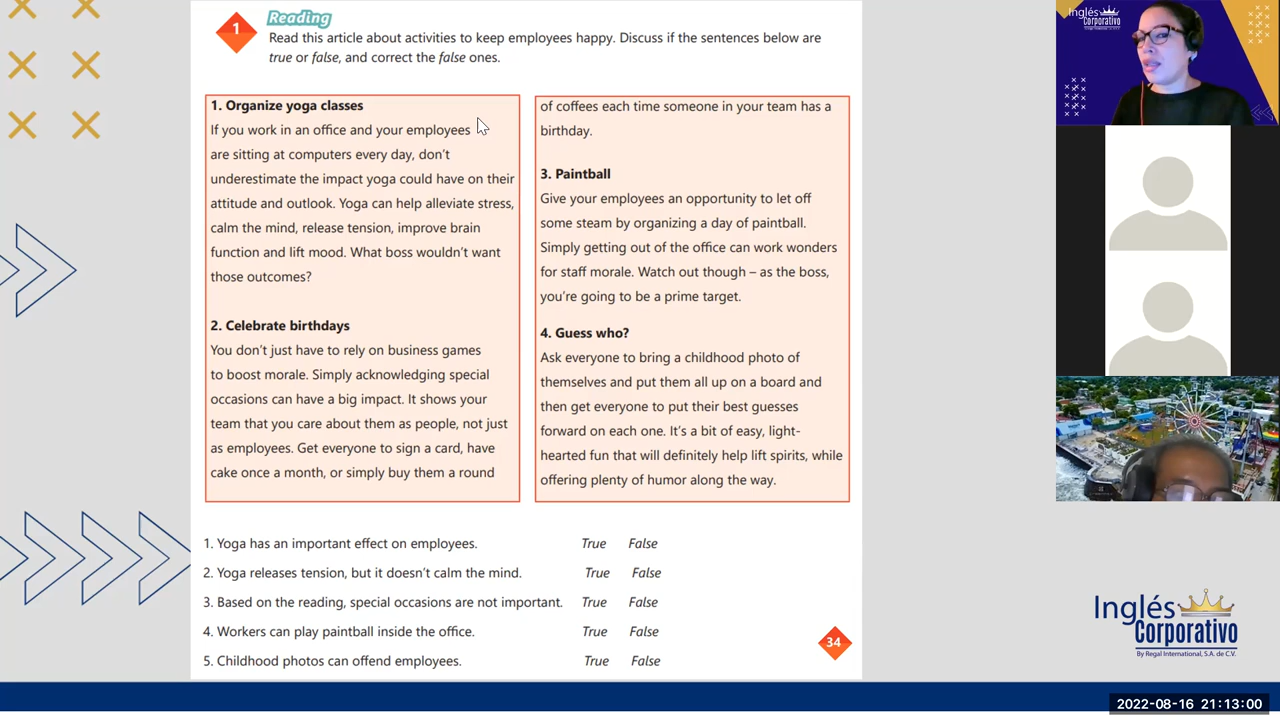 1
Reading
Read this article about activities to keep employees happy. Discuss if the sentences below are
true or false, and correct the false ones.
1. Organize yoga classes
If you work in an office and your employees
are sitting at computers every day, don't
underestimate the impact yoga could have on their
attitude and outlook. Yoga can help alleviate stress,
calm the mind, release tension, improve brain
function and lift mood. What boss wouldn't want
those outcomes?
2. Celebrate birthdays
You don't just have to rely on business games
to boost morale. Simply acknowledging special
occasions can have a big impact. It shows your
team that you care about them as people, not just
as employees. Get everyone to sign a card, have
cake once a month, or simply buy them a round
of coffees each time someone in your team has a
birthday.
3. Paintball
Give your employees an opportunity to let off
some steam by organizing a day of paintball.
Simply getting out of the office can work wonders
for staff morale. Watch out though – as the boss,
you're going to be a prime target.
4. Guess who?
Ask everyone to bring a childhood photo of
themselves and put them all up on a board and
then get everyone to put their best guesses
forward on each one. It's a bit of easy, light-
hearted fun that will definitely help lift spirits, while
offering plenty of humor along the way.
1. Yoga has an important effect on employees. True False
2. Yoga releases tension, but it doesn't calm the mind. True False
3. Based on the reading, special occasions are not important. True False
4. Workers can play paintball inside the office. True False
5. Childhood photos can offend employees. True False
34
Inglés
Corporativo
Inglés
Corporativo
By Regal International, S.A. de C.V.
2022-08-16 21:13:00